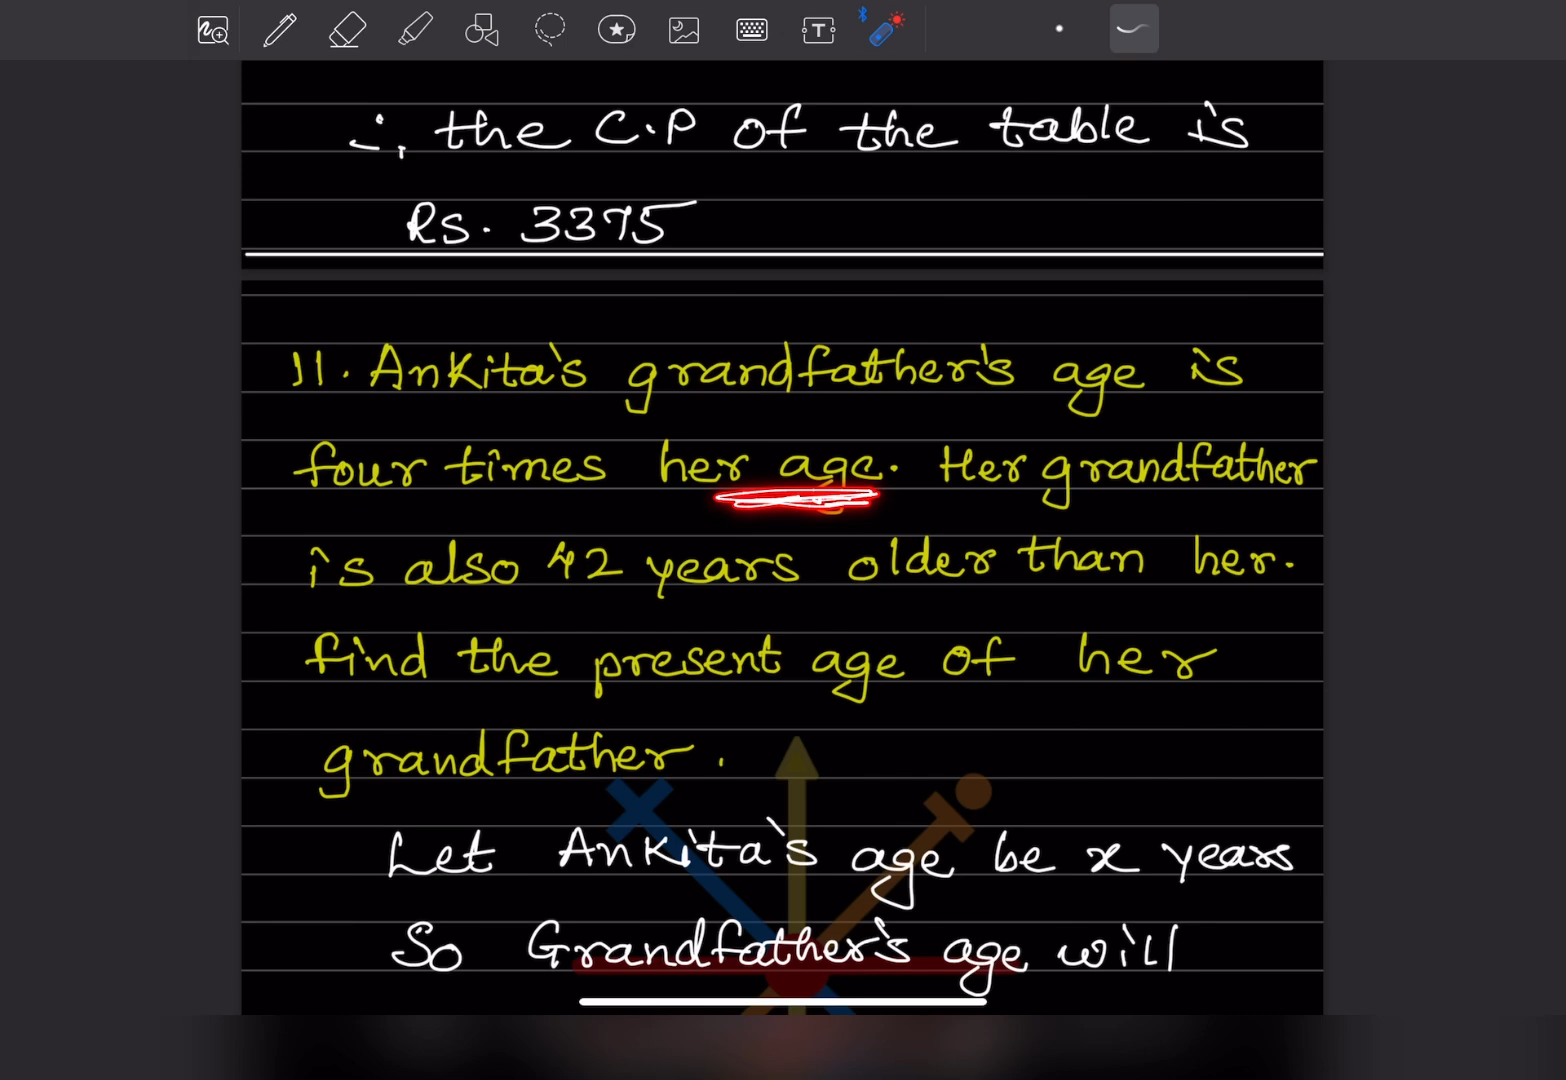 ∴, the C.P of the table is
Rs. 3375
11. Ankita's grandfather's age is
four times her age. Her grandfather
is also 42 years older than her.
find the present age of her
grandfather.
Let Ankita's age be x years
So Grandfather's age will